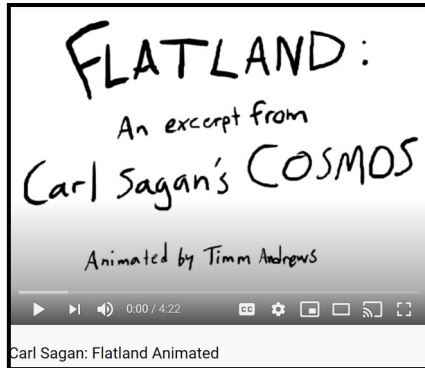 FLATLAND:
An excerpt from
Carl Sagan's COSMOS
Animated by Timm Andrews
CC
0:00 / 4:22
Carl Sagan: Flatland Animated